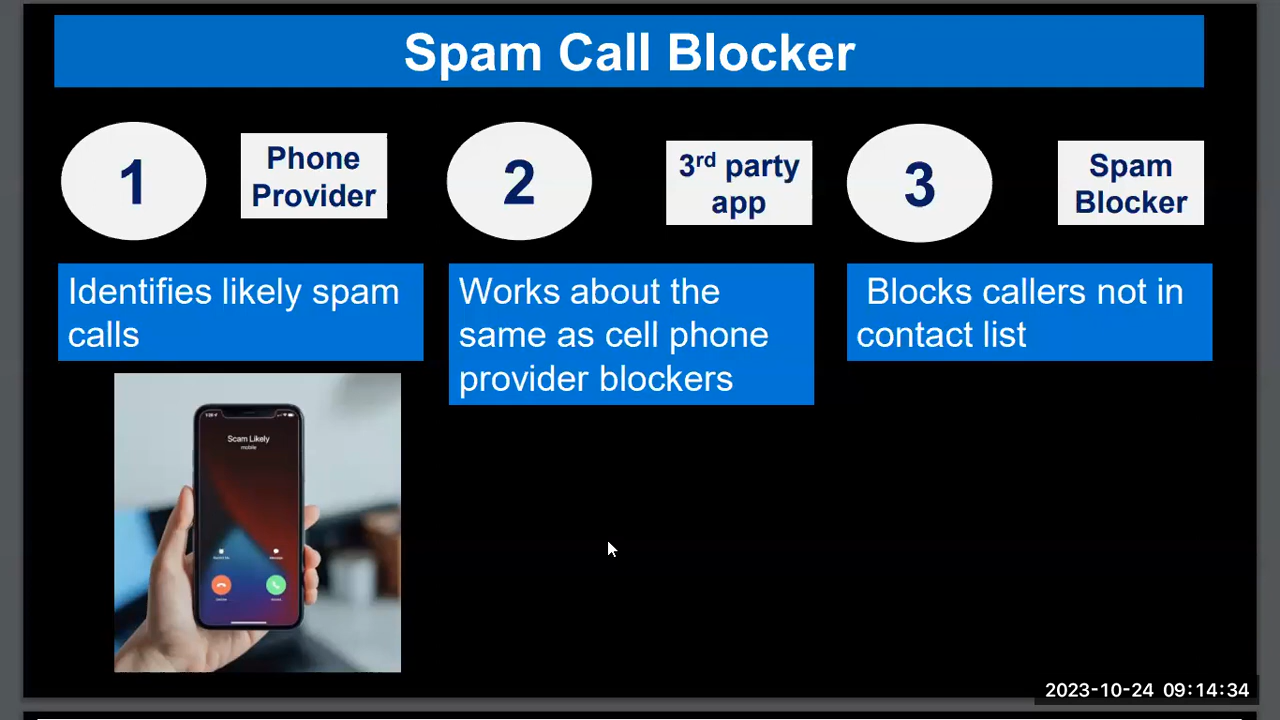 Spam Call Blocker
1
Phone
Provider
2
3rd party
app
3
Spam
Blocker
Identifies likely spam
calls
Works about the
same as cell phone
provider blockers
Blocks callers not in
contact list
Scam Likely
mobile
2023-10-24 09:14:34